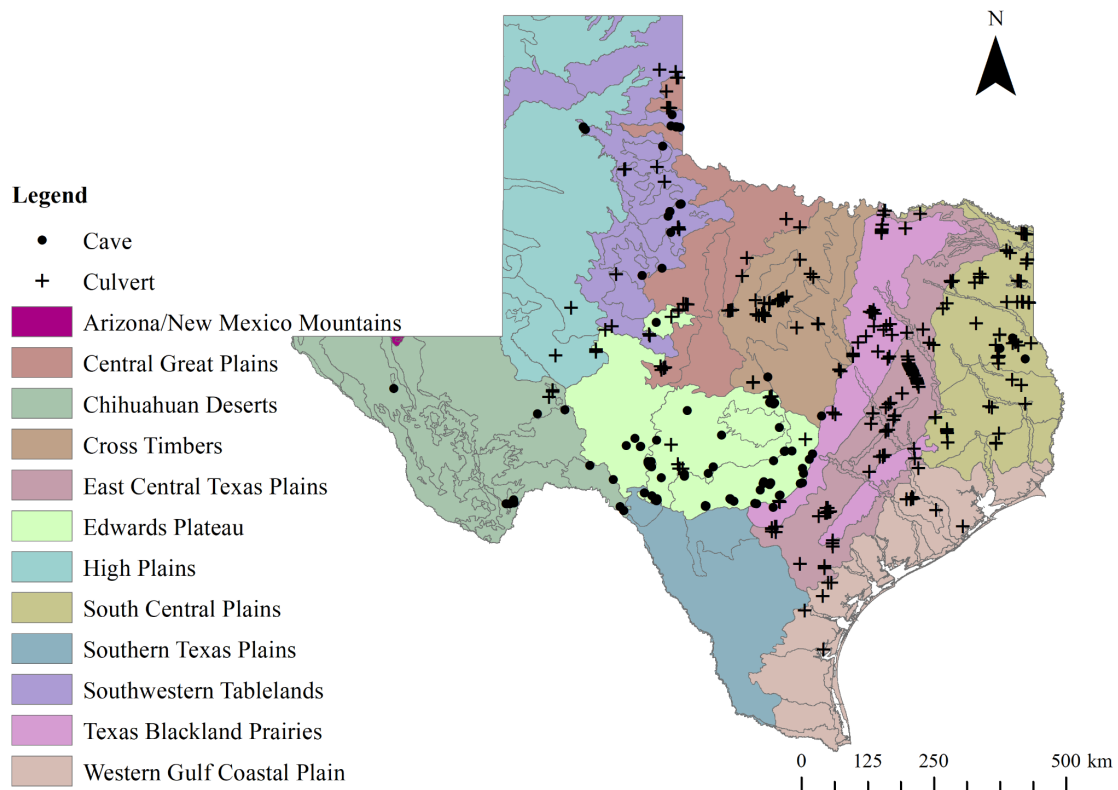 N
Legend
Cave
Culvert
Arizona/New Mexico Mountains
Central Great Plains
Chihuahuan Deserts
Cross Timbers
East Central Texas Plains
Edwards Plateau
High Plains
South Central Plains
Southern Texas Plains
Southwestern Tablelands
Texas Blackland Prairies
Western Gulf Coastal Plain
0 125 250 500 km